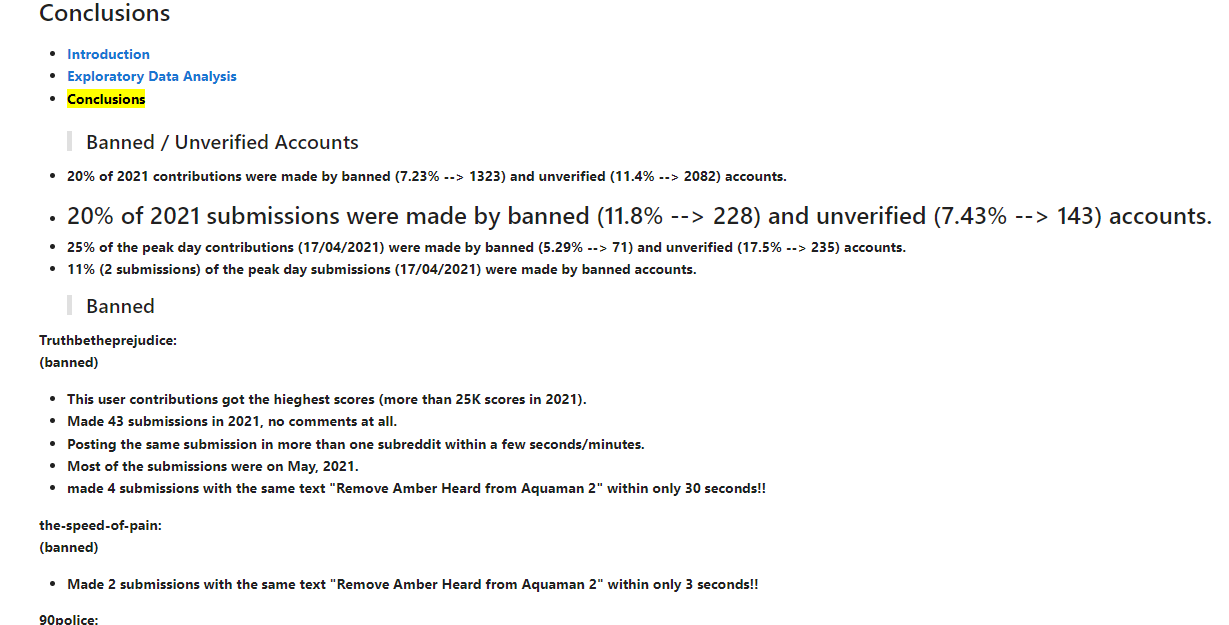 Conclusions
Introduction
Exploratory Data Analysis
Conclusions
Banned / Unverified Accounts
20% of 2021 contributions were made by banned (7.23% --> 1323) and unverified (11.4% --> 2082) accounts.
20% of 2021 submissions were made by banned (11.8% --> 228) and unverified (7.43% --> 143) accounts.
25% of the peak day contributions (17/04/2021) were made by banned (5.29% --> 71) and unverified (17.5% --> 235) accounts.
11% (2 submissions) of the peak day submissions (17/04/2021) were made by banned accounts.
Banned
Truthbetheprejudice:
(banned)
This user contributions got the hieghest scores (more than 25K scores in 2021).
Made 43 submissions in 2021, no comments at all.
Posting the same submission in more than one subreddit within a few seconds/minutes.
Most of the submissions were on May, 2021.
made 4 submissions with the same text "Remove Amber Heard from Aquaman 2" within only 30 seconds!!
the-speed-of-pain:
(banned)
Made 2 submissions with the same text "Remove Amber Heard from Aquaman 2" within only 3 seconds!!
90police: